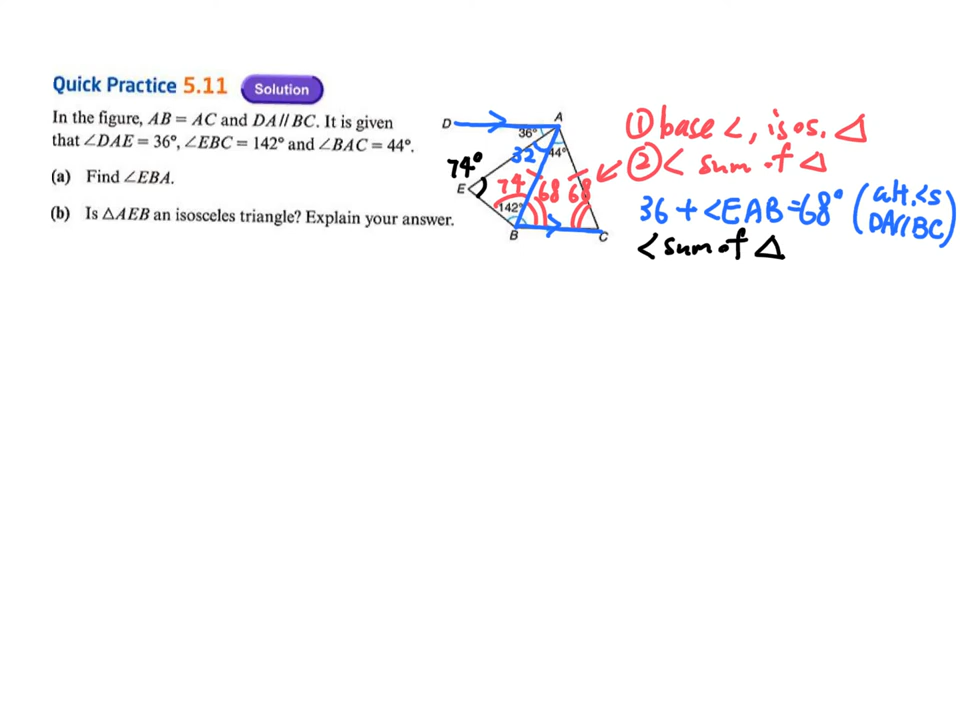 Quick Practice 5.11 Solution
In the figure, AB = AC and DA // BC. It is given
that ∠DAE = 36°, ∠EBC = 142° and ∠BAC = 44°.
(a) Find ∠EBA.
(b) Is △AEB an isosceles triangle? Explain your answer.
D
A
36°
44°
32
74°
E
74
68
68
142°
B
C
① base ∠, isos. △
② ∠ sum of △
36 + ∠EAB = 68° (alt. ∠s
DA//BC)
∠ sum of △